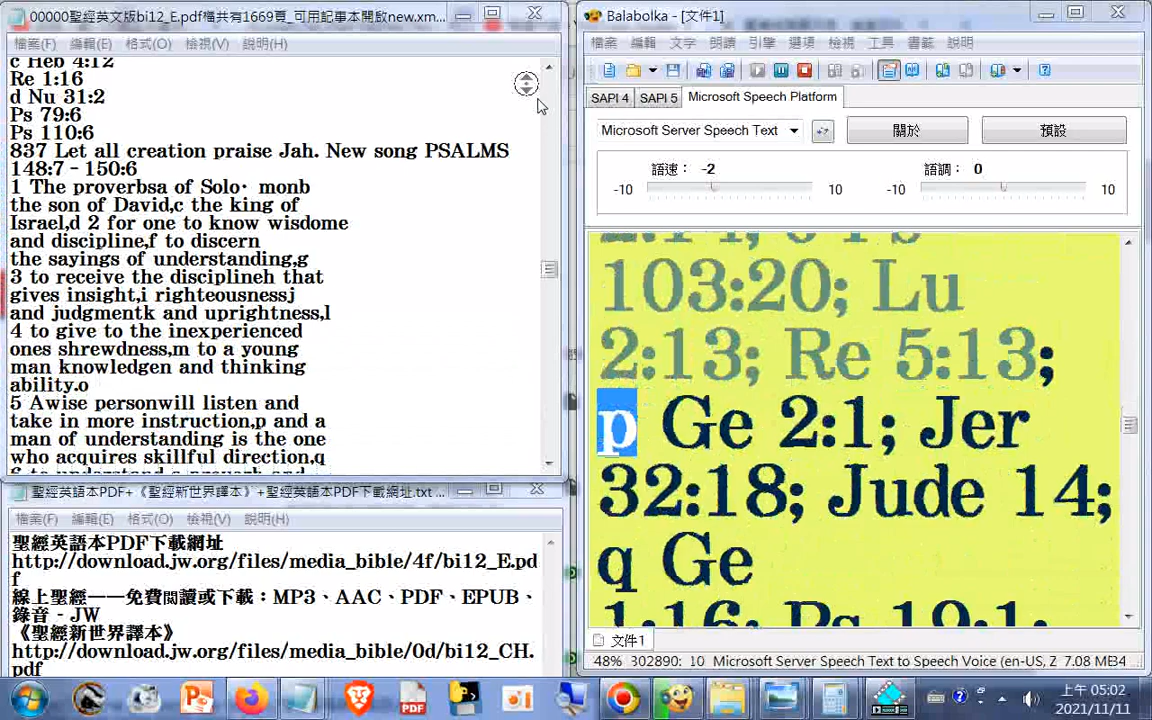 00000聖經英文版bi12_E.pdf檔共有1669頁_可用記事本開啟new.xm...
檔案(F) 編輯(E) 格式(O) 檢視(V) 說明(H)
c Heb 4:12
Re 1:16
d Nu 31:2
Ps 79:6
Ps 110:6
837 Let all creation praise Jah. New song PSALMS
148:7 - 150:6
1 The proverbsa of Solo· monb
the son of David,c the king of
Israel,d 2 for one to know wisdome
and discipline,f to discern
the sayings of understanding,g
3 to receive the disciplineh that
gives insight,i righteousnessj
and judgmentk and uprightness,l
4 to give to the inexperienced
ones shrewdness,m to a young
man knowledgen and thinking
ability.o
5 Awise personwill listen and
take in more instruction,p and a
man of understanding is the one
who acquires skillful direction,q
聖經英語本PDF+《聖經新世界譯本》+聖經英語本PDF下載網址.txt ...
檔案(F) 編輯(E) 格式(O) 檢視(V) 說明(H)
聖經英語本PDF下載網址
http://download.jw.org/files/media_bible/4f/bi12_E.pd
f
線上聖經——免費閱讀或下載：MP3、AAC、PDF、EPUB、
錄音 - JW
《聖經新世界譯本》
http://download.jw.org/files/media_bible/0d/bi12_CH.
pdf
Balabolka - [文件1]
檔案 編輯 文字 朗讀 引擎 選項 檢視 工具 書籤 說明
SAPI 4 SAPI 5 Microsoft Speech Platform
Microsoft Server Speech Text 關於 預設
語速： -2 語調： 0
-10 10 -10 10
103:20; Lu
2:13; Re 5:13;
p Ge 2:1; Jer
32:18; Jude 14;
q Ge
1:16; Ps 19:1;
文件1
48% 302890: 10 Microsoft Server Speech Text to Speech Voice (en-US, Z 7.08 MB
上午 05:02
2021/11/11